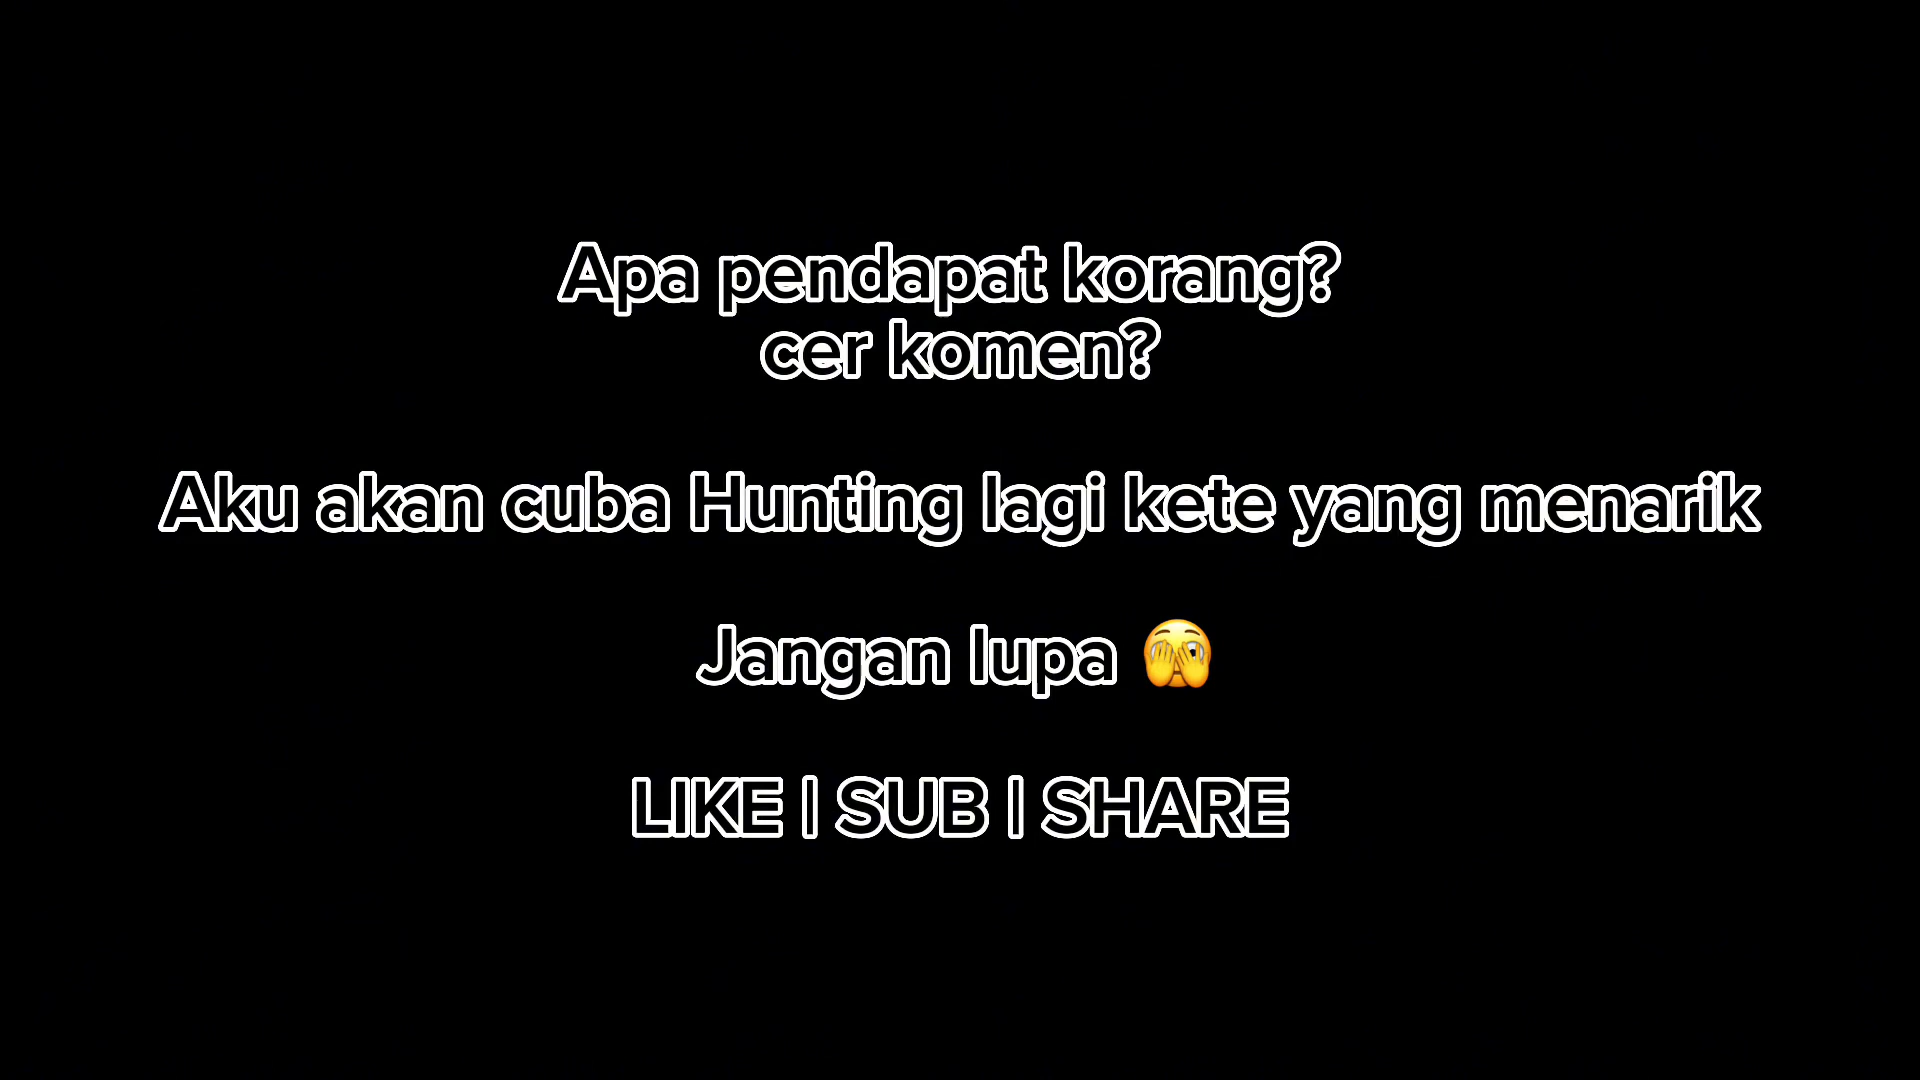 Apa pendapat korang?
cer komen?
Aku akan cuba Hunting lagi kete yang menarik
Jangan lupa 🫣
LIKE | SUB | SHARE